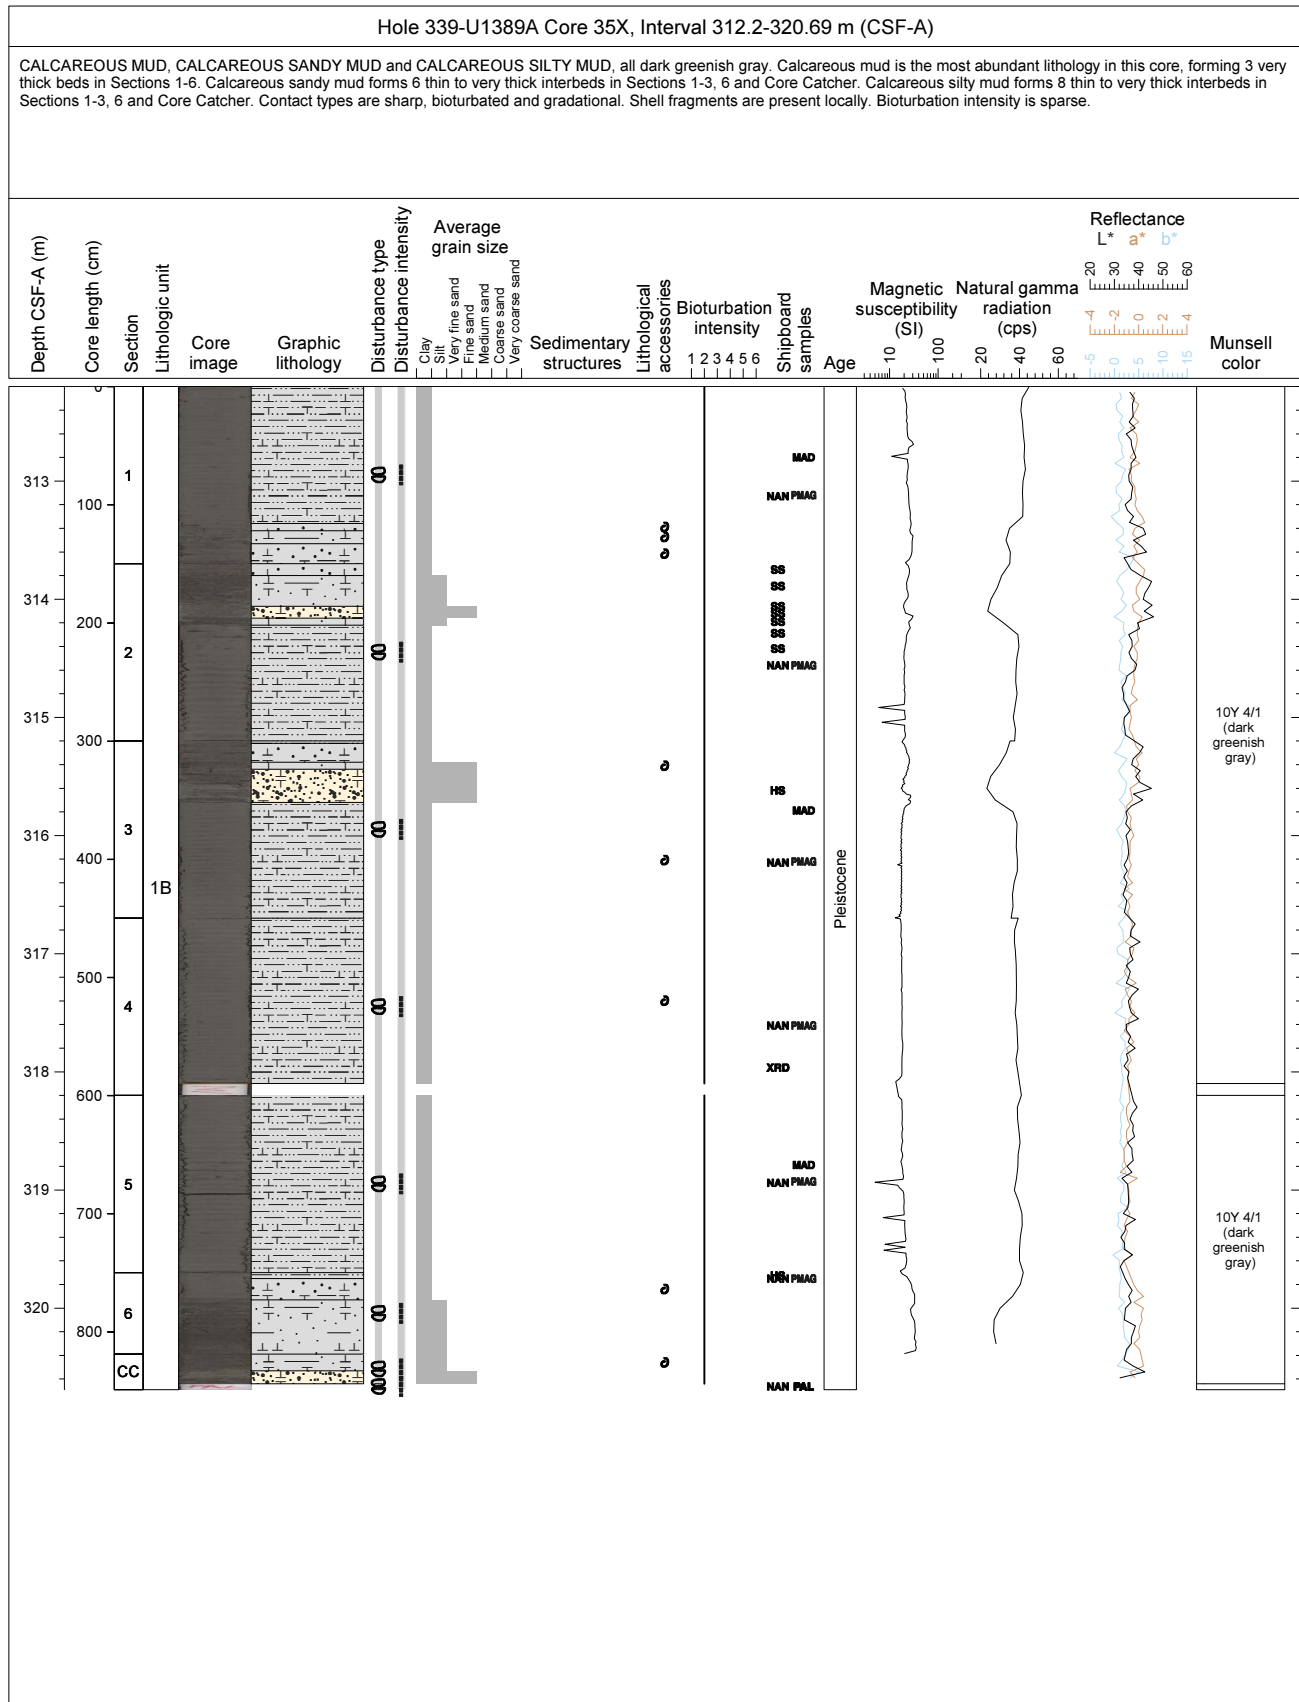 Hole 339-U1389A Core 35X, Interval 312.2-320.69 m (CSF-A)
CALCAREOUS MUD, CALCAREOUS SANDY MUD and CALCAREOUS SILTY MUD, all dark greenish gray. Calcareous mud is the most abundant lithology in this core, forming 3 very
thick beds in Sections 1-6. Calcareous sandy mud forms 6 thin to very thick interbeds in Sections 1-3, 6 and Core Catcher. Calcareous silty mud forms 8 thin to very thick interbeds in
Sections 1-3, 6 and Core Catcher. Contact types are sharp, bioturbated and gradational. Shell fragments are present locally. Bioturbation intensity is sparse.
Depth CSF-A (m)
Core length (cm)
Section
Lithologic unit
Core
image
Graphic
lithology
Disturbance type
Disturbance intensity
Average
grain size
Clay
Silt
Very fine sand
Fine sand
Medium sand
Coarse sand
Very coarse sand
Sedimentary
structures
Lithological
accessories
Bioturbation
intensity
1 2 3 4 5 6
Shipboard
samples
Age
Magnetic
susceptibility
(SI)
10 100
Natural gamma
radiation
(cps)
20 40 60
Reflectance
L* a* b*
20 30 40 50 60
-4 -2 0 2 4
-5 0 5 10 15
Munsell
color
313
314
315
316
317
318
319
320
0
100
200
300
400
500
600
700
800
1
2
3
4
5
6
CC
1B
MAD
NAN PMAG
SS
SS
SS
SS
SS
SS
SS
NAN PMAG
HS
MAD
NAN PMAG
NAN PMAG
XRD
MAD
NAN PMAG
HS
NAN PMAG
NAN PAL
Pleistocene
10Y 4/1
(dark
greenish
gray)
10Y 4/1
(dark
greenish
gray)